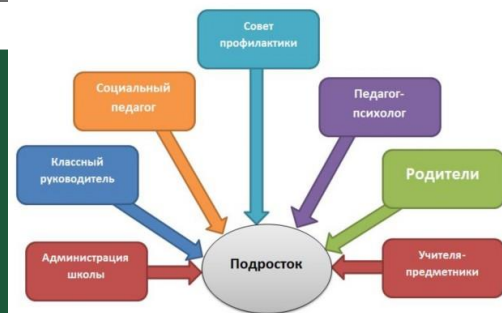 Совет
профилактики
Социальный
педагог
Педагог-
психолог
Классный
руководитель
Родители
Администрация
школы
Подросток
Учителя-
предметники